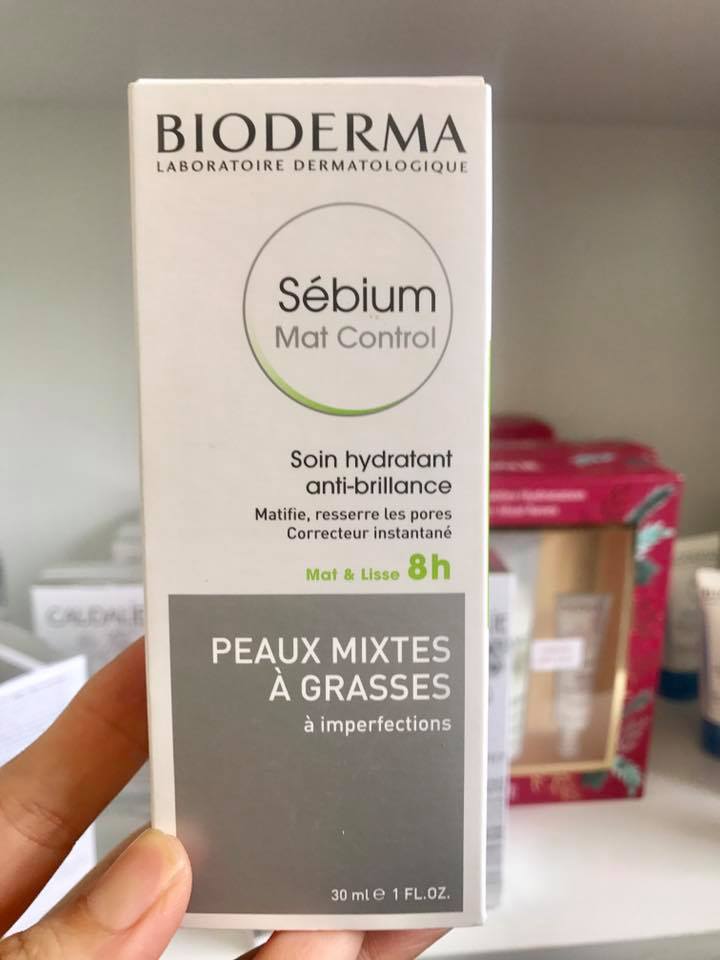 BIODERMA
LABORATOIRE DERMATOLOGIQUE
Sébium
Mat Control
Soin hydratant
anti-brillance
Matifie, resserre les pores
Correcteur instantané
Mat & Lisse 8h
PEAUX MIXTES
À GRASSES
à imperfections
30 ml e 1 FL.OZ.
CAUDALIE